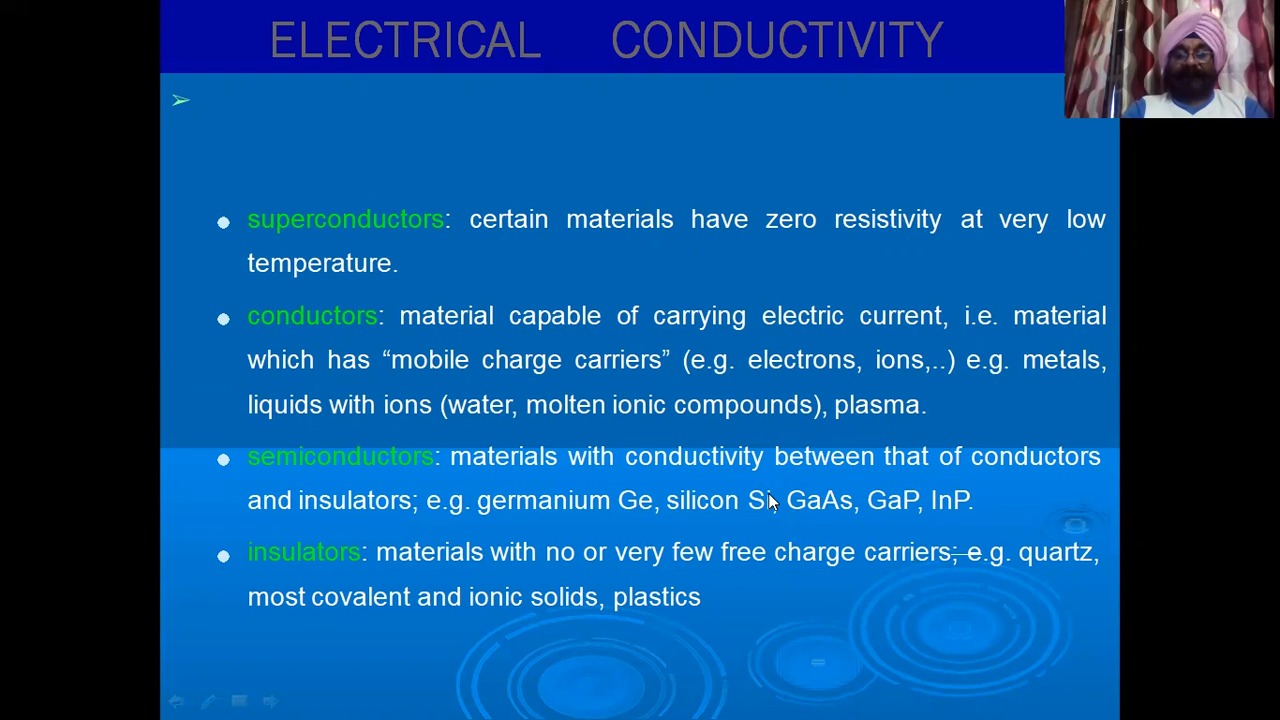 ELECTRICAL CONDUCTIVITY
superconductors: certain materials have zero resistivity at very low
temperature.
conductors: material capable of carrying electric current, i.e. material
which has “mobile charge carriers” (e.g. electrons, ions,..) e.g. metals,
liquids with ions (water, molten ionic compounds), plasma.
semiconductors: materials with conductivity between that of conductors
and insulators; e.g. germanium Ge, silicon Si, GaAs, GaP, InP.
insulators: materials with no or very few free charge carriers; e.g. quartz,
most covalent and ionic solids, plastics